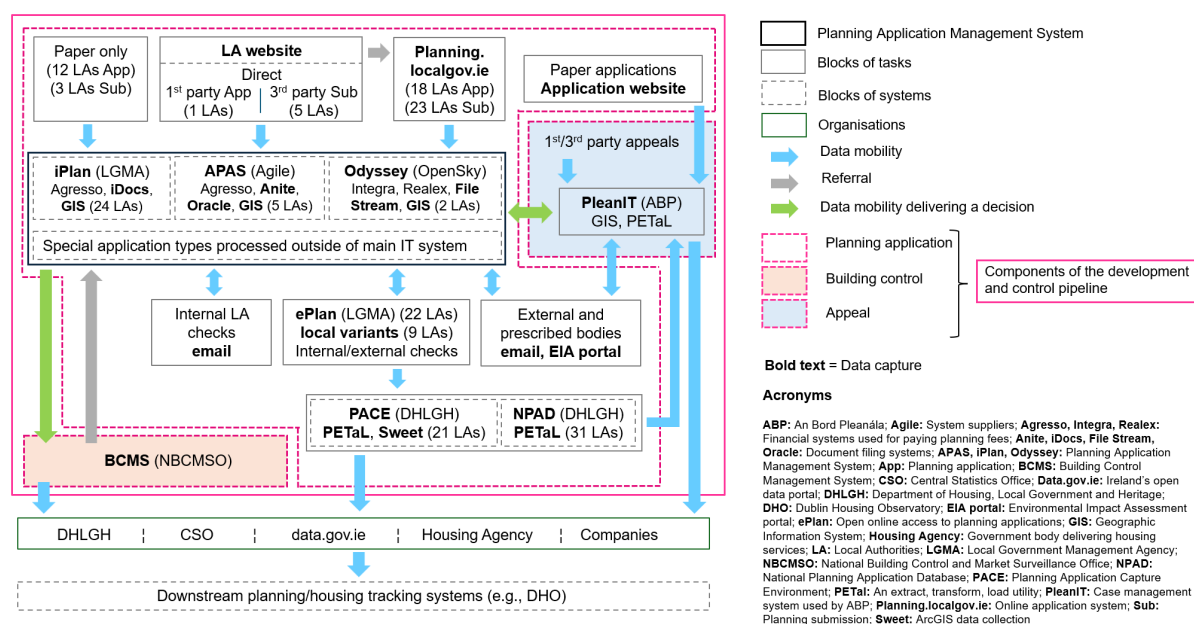 Paper only
(12 LAs App)
(3 LAs Sub)
LA website
Direct
1st party App
(1 LAs)
3rd party Sub
(5 LAs)
Planning.
localgov.ie
(18 LAs App)
(23 LAs Sub)
Paper applications
Application website
1st/3rd party appeals
iPlan (LGMA)
Agresso, iDocs,
GIS (24 LAs)
APAS (Agile)
Agresso, Anite,
Oracle, GIS (5 LAs)
Odyssey (OpenSky)
Integra, Realex, File
Stream, GIS (2 LAs)
PleanIT (ABP)
GIS, PETaL
Special application types processed outside of main IT system
Internal LA
checks
email
ePlan (LGMA) (22 LAs)
local variants (9 LAs)
Internal/external checks
External and
prescribed bodies
email, EIA portal
PACE (DHLGH)
PETaL, Sweet (21 LAs)
NPAD (DHLGH)
PETaL (31 LAs)
BCMS (NBCMSO)
DHLGH ¦ CSO ¦ data.gov.ie ¦ Housing Agency ¦ Companies
Downstream planning/housing tracking systems (e.g., DHO)
Planning Application Management System
Blocks of tasks
Blocks of systems
Organisations
Data mobility
Referral
Data mobility delivering a decision
Planning application
Building control
Appeal
Components of the development
and control pipeline
Bold text = Data capture
Acronyms
ABP: An Bord Pleanála; Agile: System suppliers; Agresso, Integra, Realex:
Financial systems used for paying planning fees; Anite, iDocs, File Stream,
Oracle: Document filing systems; APAS, iPlan, Odyssey: Planning Application
Management System; App: Planning application; BCMS: Building Control
Management System; CSO: Central Statistics Office; Data.gov.ie: Ireland's open
data portal; DHLGH: Department of Housing, Local Government and Heritage;
DHO: Dublin Housing Observatory; EIA portal: Environmental Impact Assessment
portal; ePlan: Open online access to planning applications; GIS: Geographic
Information System; Housing Agency: Government body delivering housing
services; LA: Local Authorities; LGMA: Local Government Management Agency;
NBCMSO: National Building Control and Market Surveillance Office; NPAD:
National Planning Application Database; PACE: Planning Application Capture
Environment; PETal: An extract, transform, load utility; PleanIT: Case management
system used by ABP; Planning.localgov.ie: Online application system; Sub:
Planning submission; Sweet: ArcGIS data collection